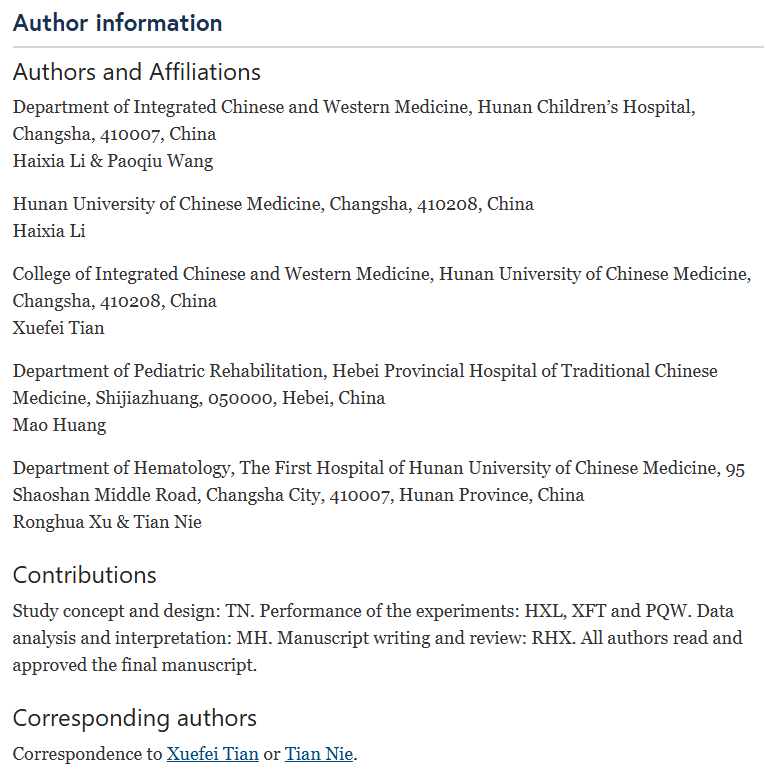 Author information
Authors and Affiliations
Department of Integrated Chinese and Western Medicine, Hunan Children’s Hospital,
Changsha, 410007, China
Haixia Li & Paoqiu Wang
Hunan University of Chinese Medicine, Changsha, 410208, China
Haixia Li
College of Integrated Chinese and Western Medicine, Hunan University of Chinese Medicine,
Changsha, 410208, China
Xuefei Tian
Department of Pediatric Rehabilitation, Hebei Provincial Hospital of Traditional Chinese
Medicine, Shijiazhuang, 050000, Hebei, China
Mao Huang
Department of Hematology, The First Hospital of Hunan University of Chinese Medicine, 95
Shaoshan Middle Road, Changsha City, 410007, Hunan Province, China
Ronghua Xu & Tian Nie
Contributions
Study concept and design: TN. Performance of the experiments: HXL, XFT and PQW. Data
analysis and interpretation: MH. Manuscript writing and review: RHX. All authors read and
approved the final manuscript.
Corresponding authors
Correspondence to Xuefei Tian or Tian Nie.